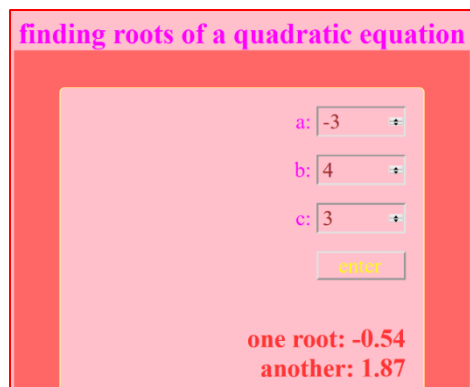 finding roots of a quadratic equation
a: -3
b: 4
c: 3
enter
one root: -0.54
another: 1.87